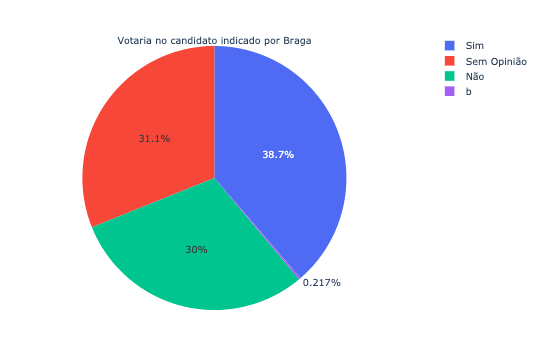 Votaria no candidato indicado por Braga
Sim
Sem Opinião
Não
b
31.1%
38.7%
30%
0.217%